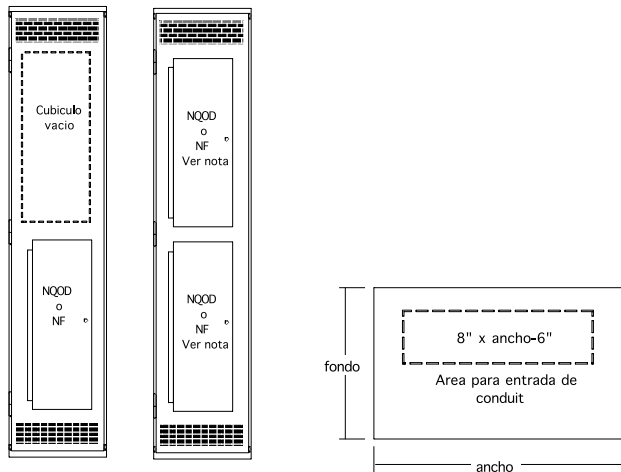 Cubiculo
vacio
NQOD
o
NF
NQOD
o
NF
Ver nota
NQOD
o
NF
Ver nota
fondo
8" x ancho-6"
Area para entrada de
conduit
ancho